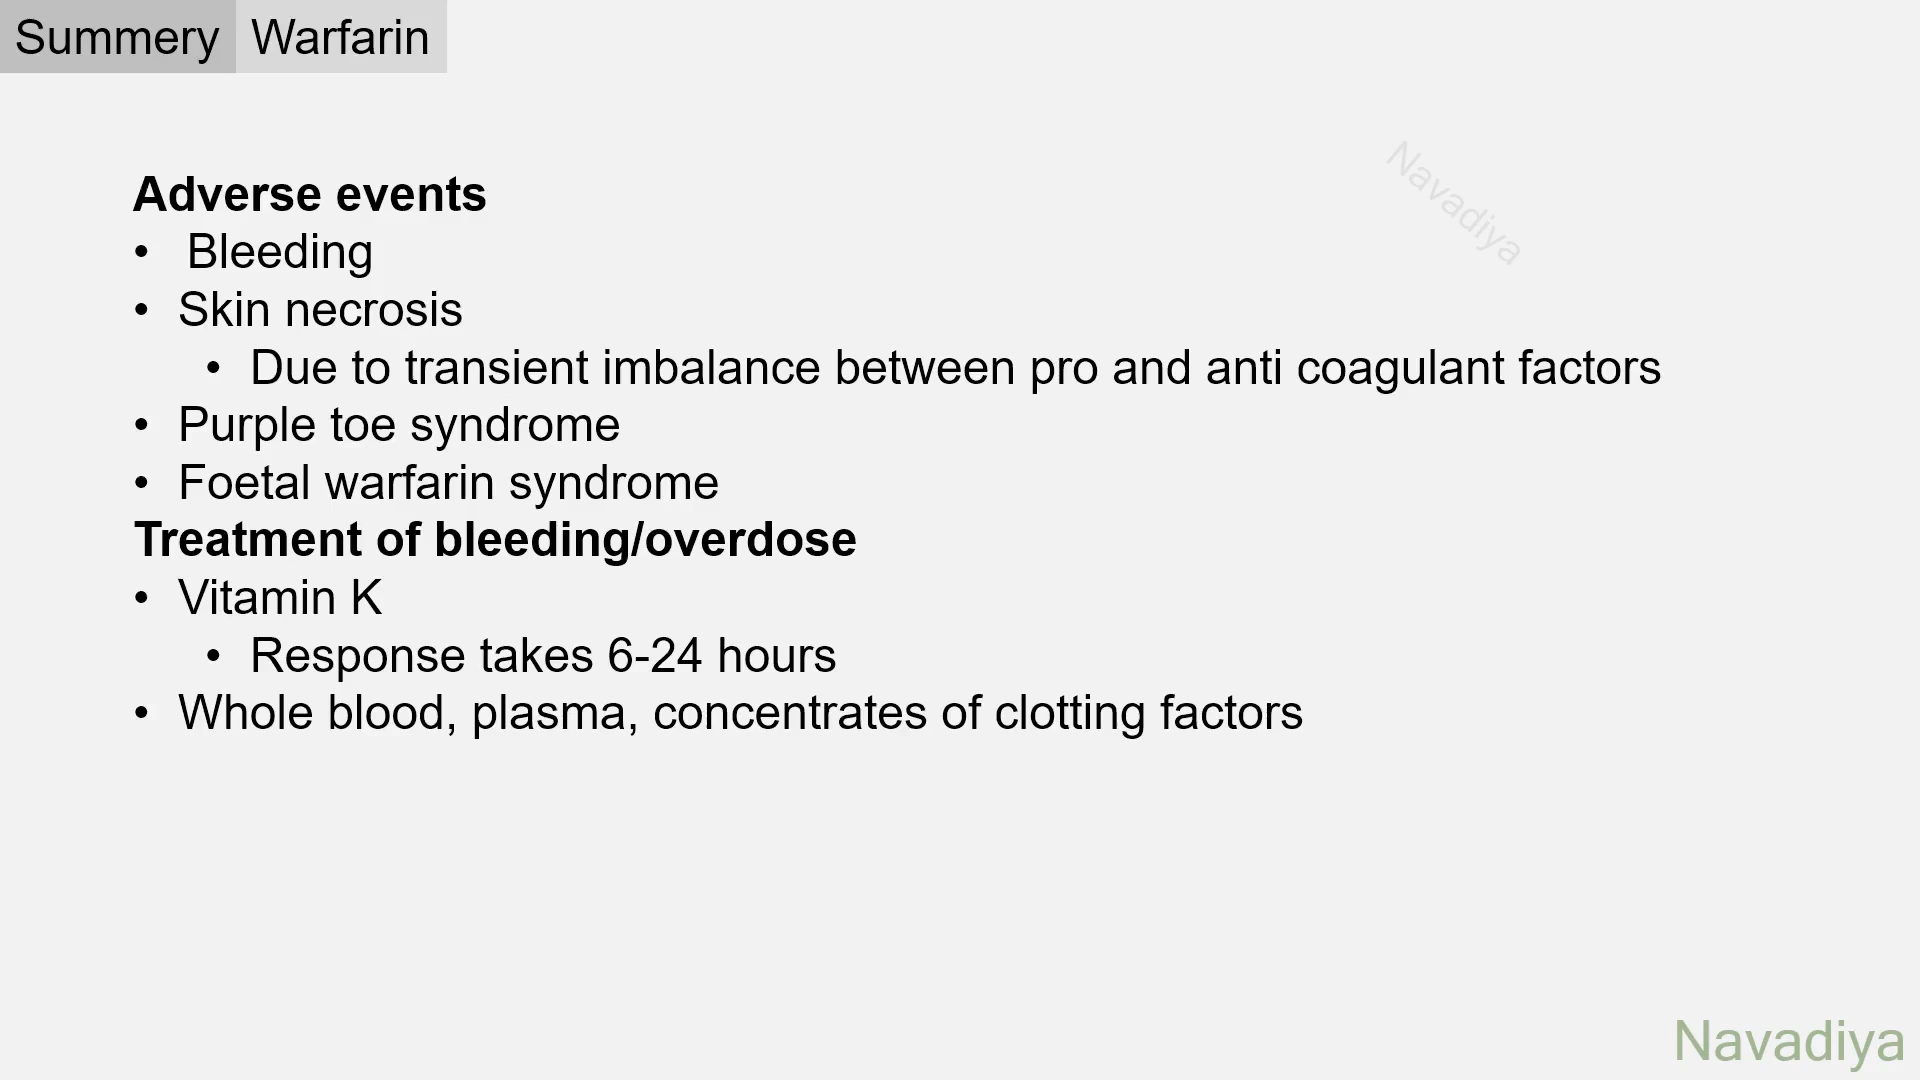 Summery Warfarin
Navadiya
Adverse events
• Bleeding
• Skin necrosis
• Due to transient imbalance between pro and anti coagulant factors
• Purple toe syndrome
• Foetal warfarin syndrome
Treatment of bleeding/overdose
• Vitamin K
• Response takes 6-24 hours
• Whole blood, plasma, concentrates of clotting factors
Navadiya